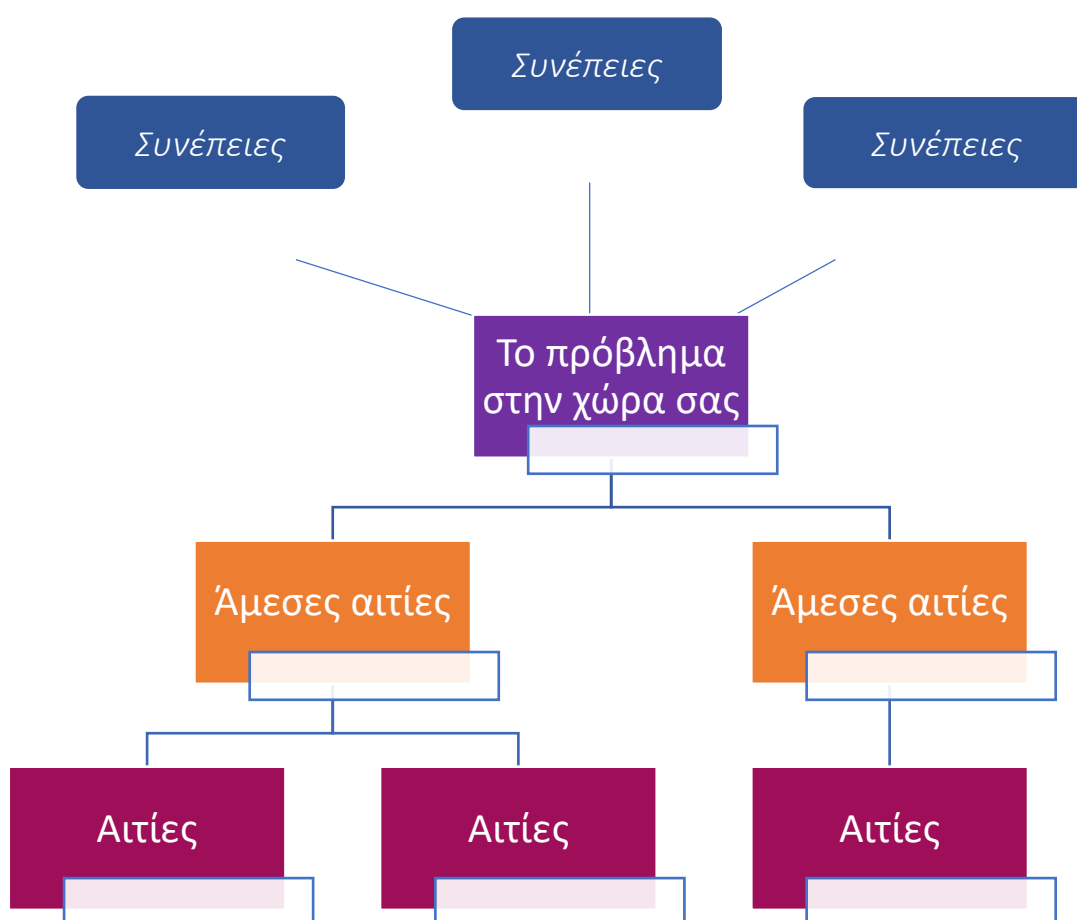 Συνέπειες
Συνέπειες
Συνέπειες
Το πρόβλημα
στην χώρα σας
Άμεσες αιτίες
Άμεσες αιτίες
Αιτίες
Αιτίες
Αιτίες